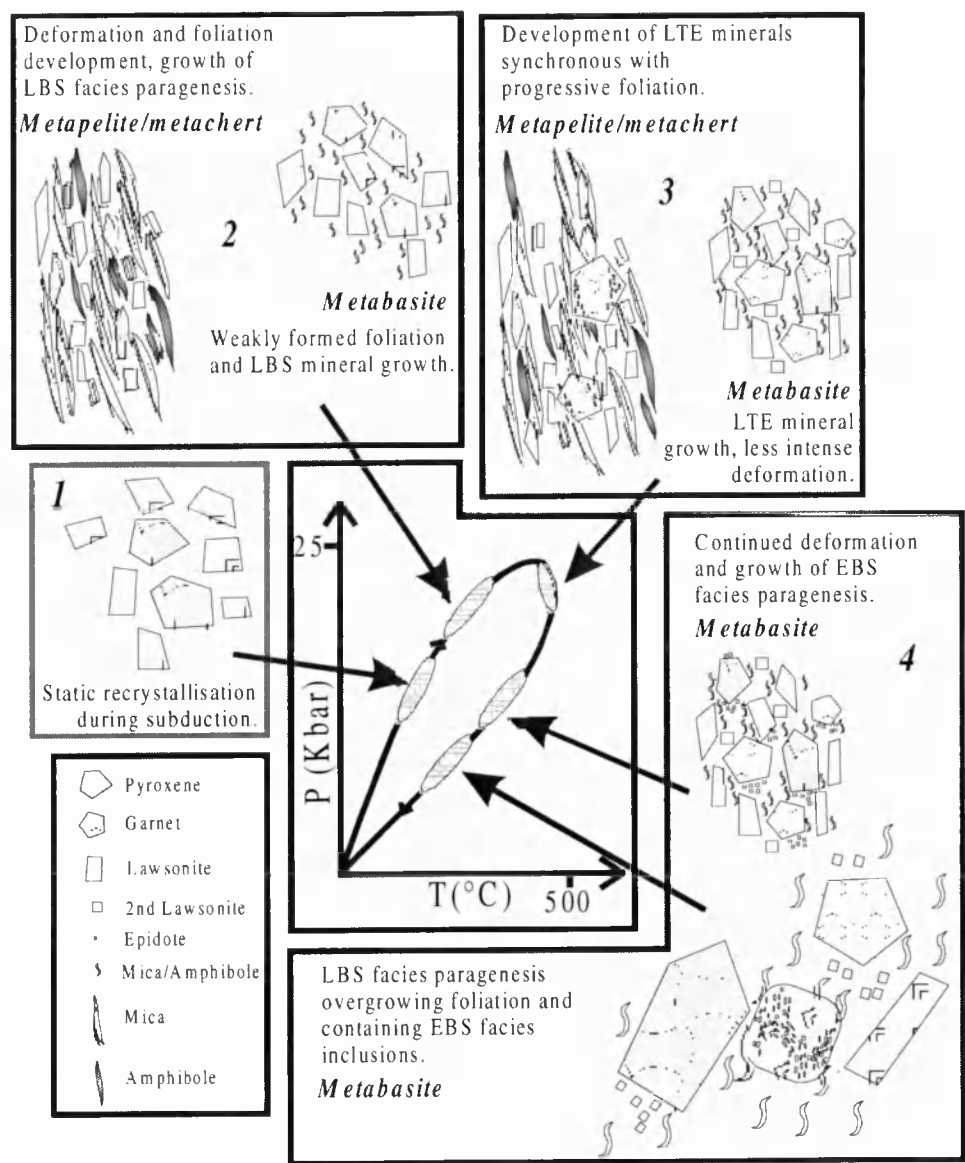 Deformation and foliation
development, growth of
LBS facies paragenesis.
Metapelite/metachert
2
Metabasite
Weakly formed foliation
and LBS mineral growth.
Development of LTE minerals
synchronous with
progressive foliation.
Metapelite/metachert
3
Metabasite
LTE mineral
growth, less intense
deformation.
1
Static recrystallisation
during subduction.
25
P (Kbar)
T(°C)
500
Continued deformation
and growth of EBS
facies paragenesis.
Metabasite
4
Pyroxene
Garnet
Lawsonite
2nd Lawsonite
Epidote
Mica/Amphibole
Mica
Amphibole
LBS facies paragenesis
overgrowing foliation and
containing EBS facies
inclusions.
Metabasite